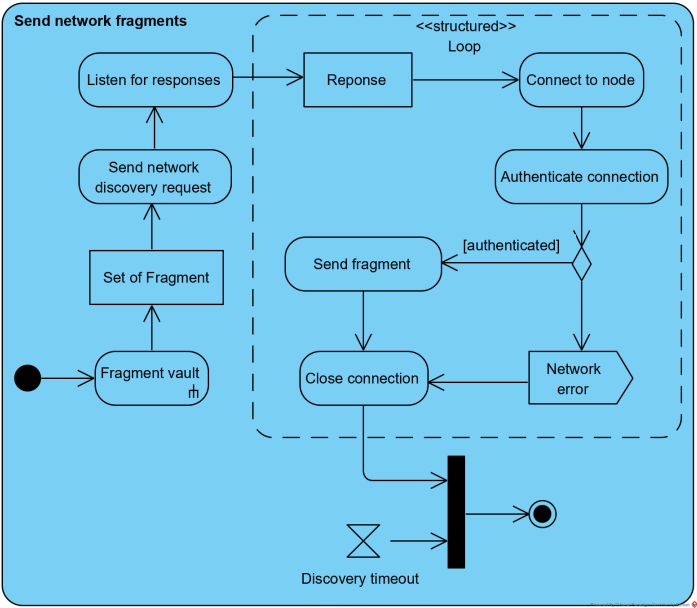 Send network fragments
<<structured>>
Loop
Listen for responses
Reponse
Connect to node
Send network
discovery request
Authenticate connection
[authenticated]
Set of Fragment
Send fragment
Fragment vault
Close connection
Network
error
Discovery timeout